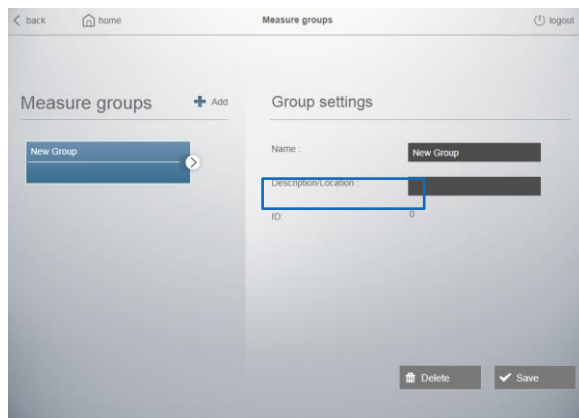 back home Measure groups logout
Measure groups Add
New Group
Group settings
Name : New Group
Description/Location :
ID: 0
Delete Save